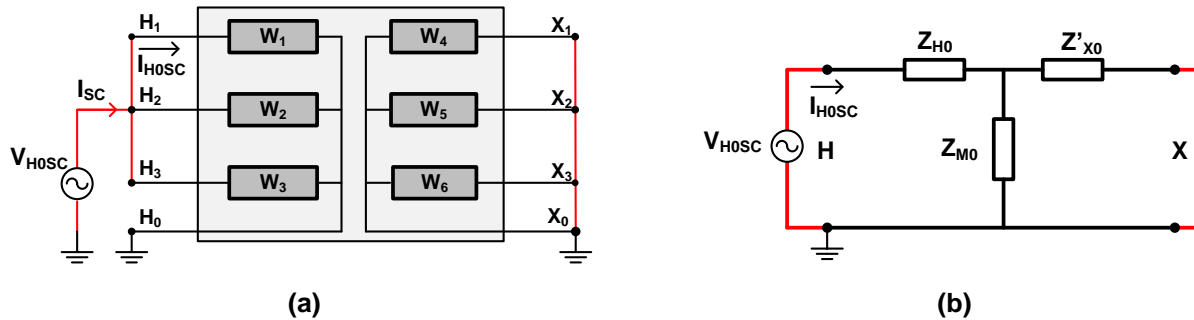 H1
IH0SC
W1
W4
X1
ISC
H2
W2
W5
X2
VH0SC
H3
W3
W6
X3
H0
X0
(a)
ZH0
Z'X0
IH0SC
VH0SC
H
ZM0
X
(b)